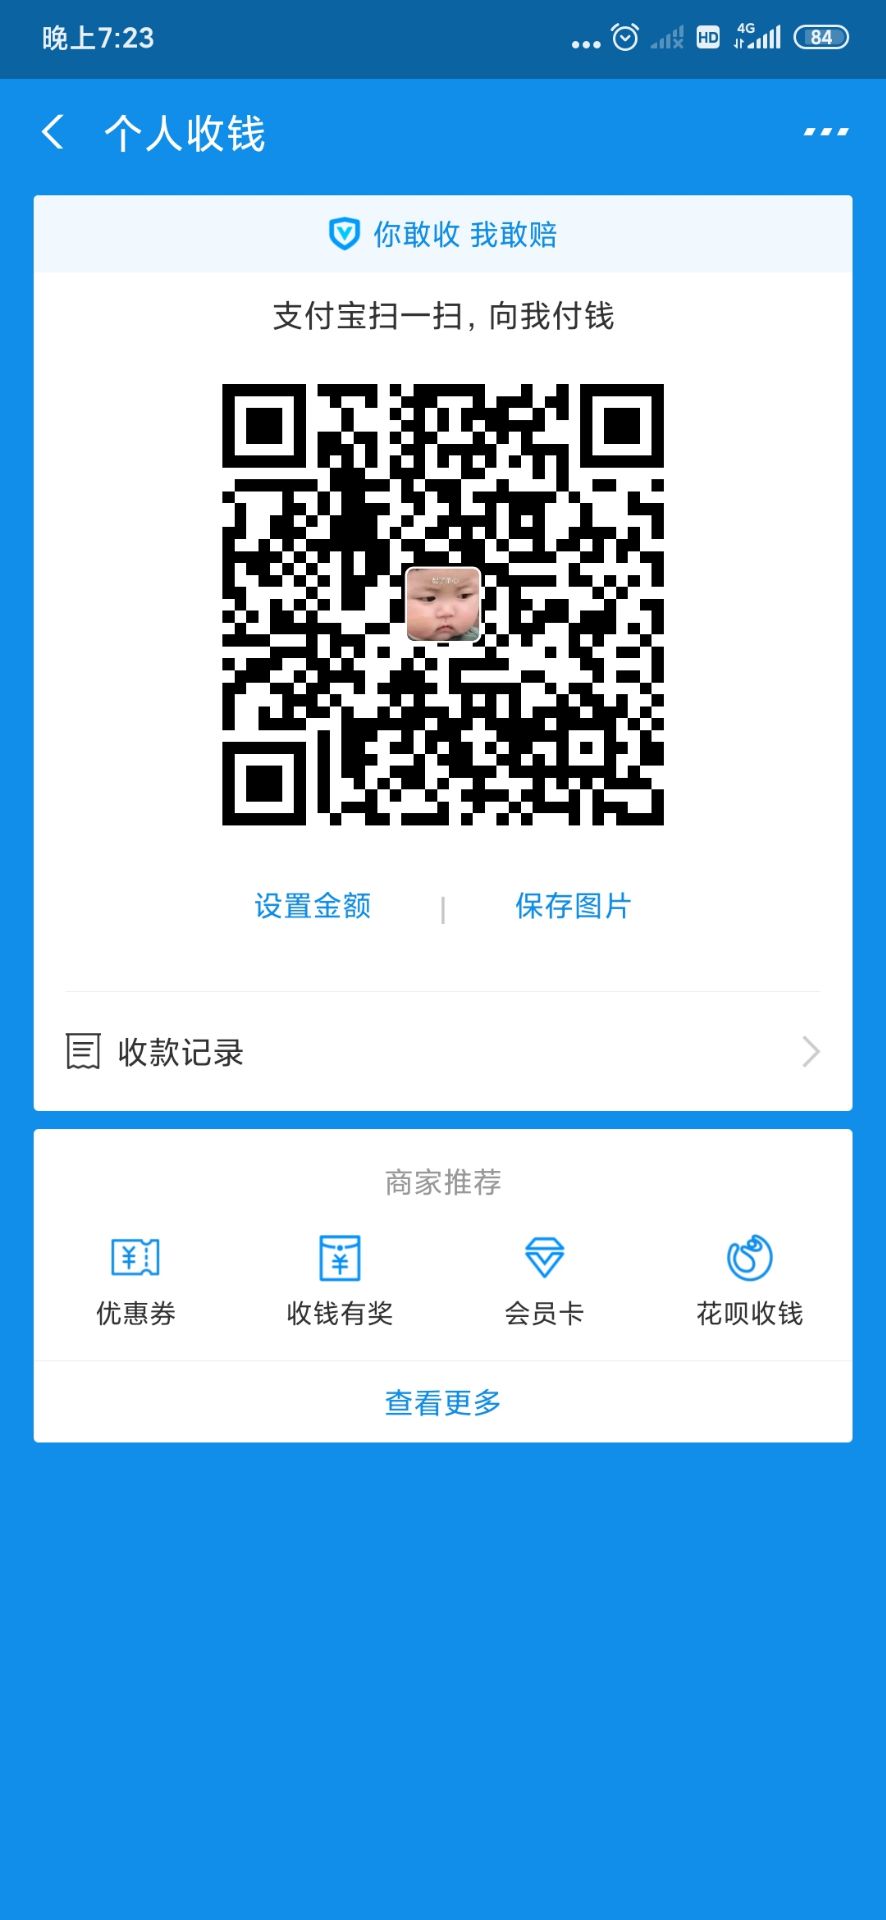 晚上7:23
HD
4G
84
个人收钱
你敢收 我敢赔
支付宝扫一扫, 向我付钱
设置金额 | 保存图片
收款记录
商家推荐
优惠券 收钱有奖 会员卡 花呗收钱
查看更多